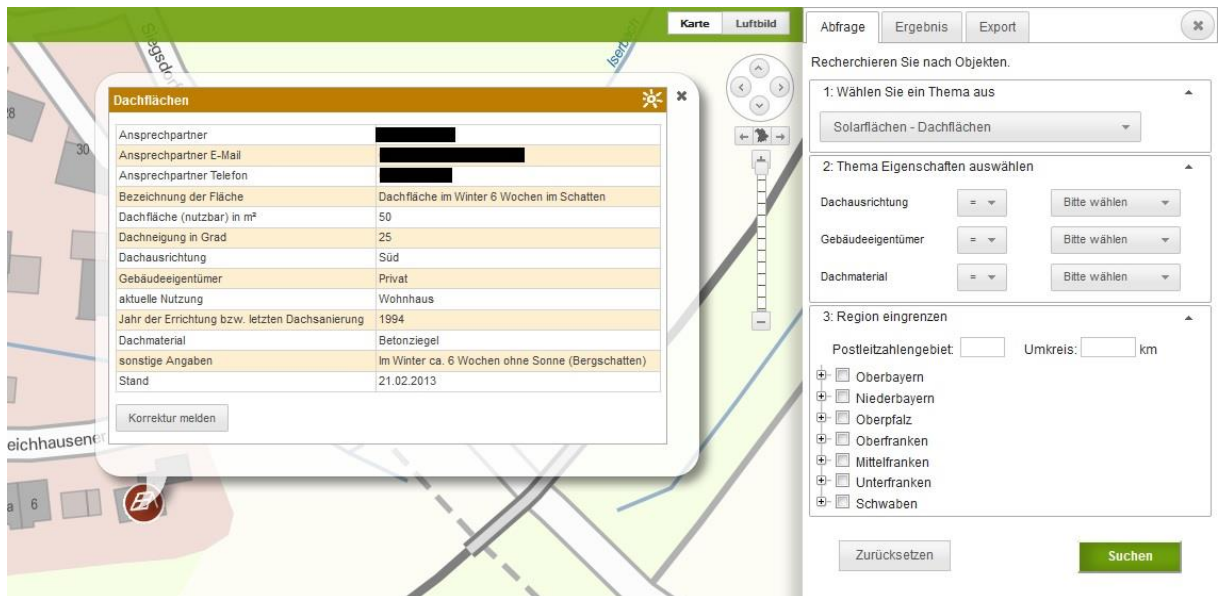 Karte Luftbild
Siegsdor
Iserbach
28
30
Dachflächen
Ansprechpartner
Ansprechpartner E-Mail
Ansprechpartner Telefon
Bezeichnung der Fläche Dachfläche im Winter 6 Wochen im Schatten
Dachfläche (nutzbar) in m² 50
Dachneigung in Grad 25
Dachausrichtung Süd
Gebäudeeigentümer Privat
aktuelle Nutzung Wohnhaus
Jahr der Errichtung bzw. letzten Dachsanierung 1994
Dachmaterial Betonziegel
sonstige Angaben Im Winter ca. 6 Wochen ohne Sonne (Bergschatten)
Stand 21.02.2013
Korrektur melden
eichhausener
a 6
Abfrage Ergebnis Export
Recherchieren Sie nach Objekten.
1: Wählen Sie ein Thema aus
Solarflächen - Dachflächen
2: Thema Eigenschaften auswählen
Dachausrichtung = Bitte wählen
Gebäudeeigentümer = Bitte wählen
Dachmaterial = Bitte wählen
3: Region eingrenzen
Postleitzahlengebiet: Umkreis: km
Oberbayern
Niederbayern
Oberpfalz
Oberfranken
Mittelfranken
Unterfranken
Schwaben
Zurücksetzen Suchen